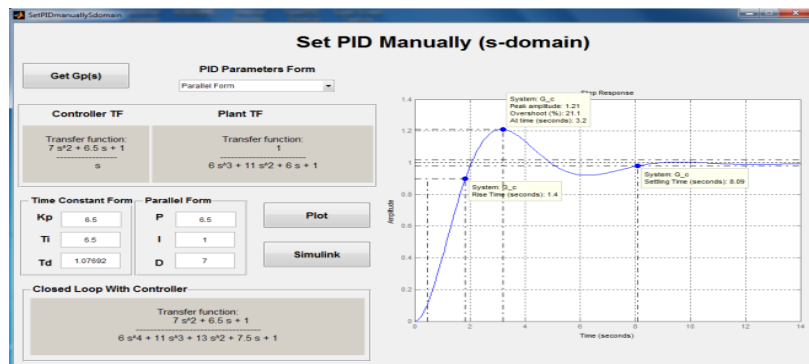 SetPIDmanuallySdomain
Set PID Manually (s-domain)
Get Gp(s)
PID Parameters Form
Parallel Form
Controller TF
Plant TF
Transfer function:
7 s^2 + 6.5 s + 1
-----------------
s
Transfer function:
1
------------------------
6 s^3 + 11 s^2 + 6 s + 1
Time Constant Form
Kp 6.5
Ti 6.5
Td 1.07692
Parallel Form
P 6.5
I 1
D 7
Plot
Simulink
Closed Loop With Controller
Transfer function:
7 s^2 + 6.5 s + 1
------------------------------------
6 s^4 + 11 s^3 + 13 s^2 + 7.5 s + 1
Step Response
System: G_c
Peak amplitude: 1.21
Overshoot (%): 21.1
At time (seconds): 3.2
System: G_c
Rise Time (seconds): 1.4
System: G_c
Settling Time (seconds): 8.09
Amplitude
1.4
1.2
1
0.8
0.6
0.4
0.2
0
0 2 4 6 8 10 12 14
Time (seconds)